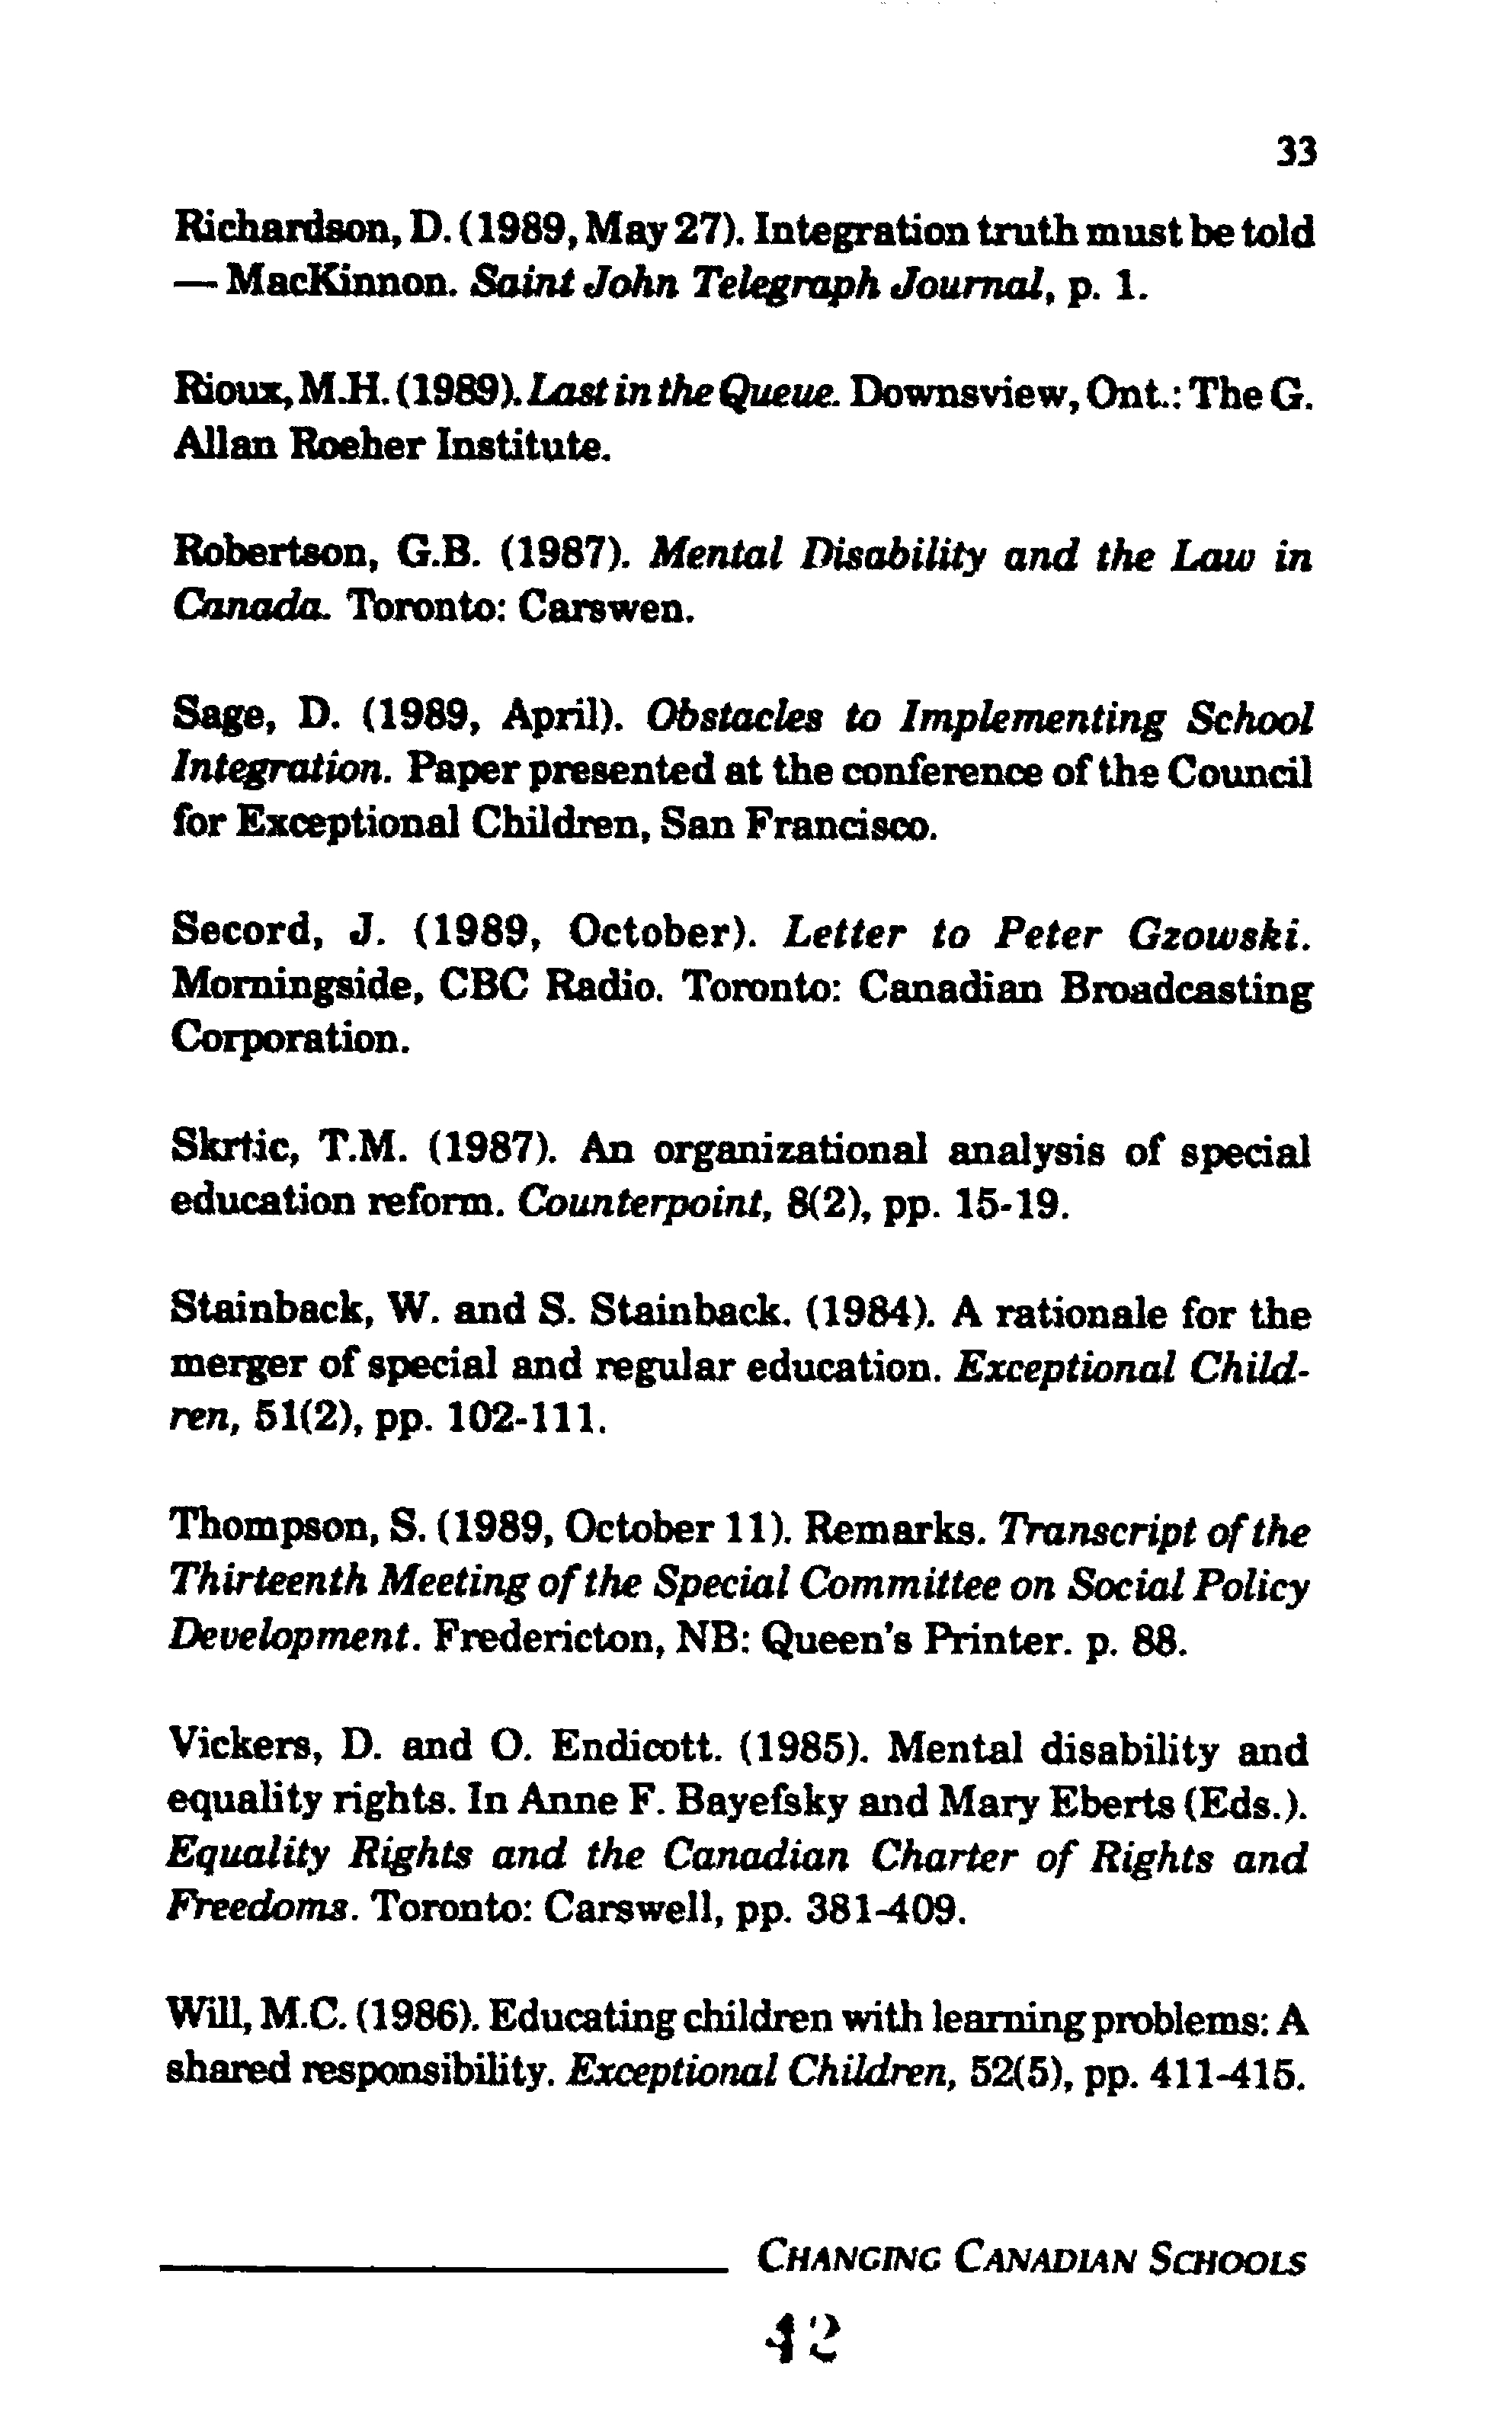 33
Richardson, D. (1989, May 27). Integration truth must be told
— MacKinnon. Saint John Telegraph Journal, p. 1.
Rioux, M.H. (1989). Last in the Queue. Downsview, Ont.: The G.
Allan Roeher Institute.
Robertson, G.B. (1987). Mental Disability and the Law in
Canada. Toronto: Carswen.
Sage, D. (1989, April). Obstacles to Implementing School
Integration. Paper presented at the conference of the Council
for Exceptional Children, San Francisco.
Secord, J. (1989, October). Letter to Peter Gzowski.
Morningside, CBC Radio. Toronto: Canadian Broadcasting
Corporation.
Skrtic, T.M. (1987). An organizational analysis of special
education reform. Counterpoint, 8(2), pp. 15-19.
Stainback, W. and S. Stainback. (1984). A rationale for the
merger of special and regular education. Exceptional Child-
ren, 51(2), pp. 102-111.
Thompson, S. (1989, October 11). Remarks. Transcript of the
Thirteenth Meeting of the Special Committee on Social Policy
Development. Fredericton, NB: Queen's Printer. p. 88.
Vickers, D. and O. Endicott. (1985). Mental disability and
equality rights. In Anne F. Bayefsky and Mary Eberts (Eds.).
Equality Rights and the Canadian Charter of Rights and
Freedoms. Toronto: Carswell, pp. 381-409.
Will, M.C. (1986). Educating children with learning problems: A
shared responsibility. Exceptional Children, 52(5), pp. 411-415.
CHANGING CANADIAN SCHOOLS
42